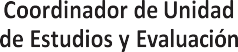 Coordinador de Unidad
de Estudios y Evaluación